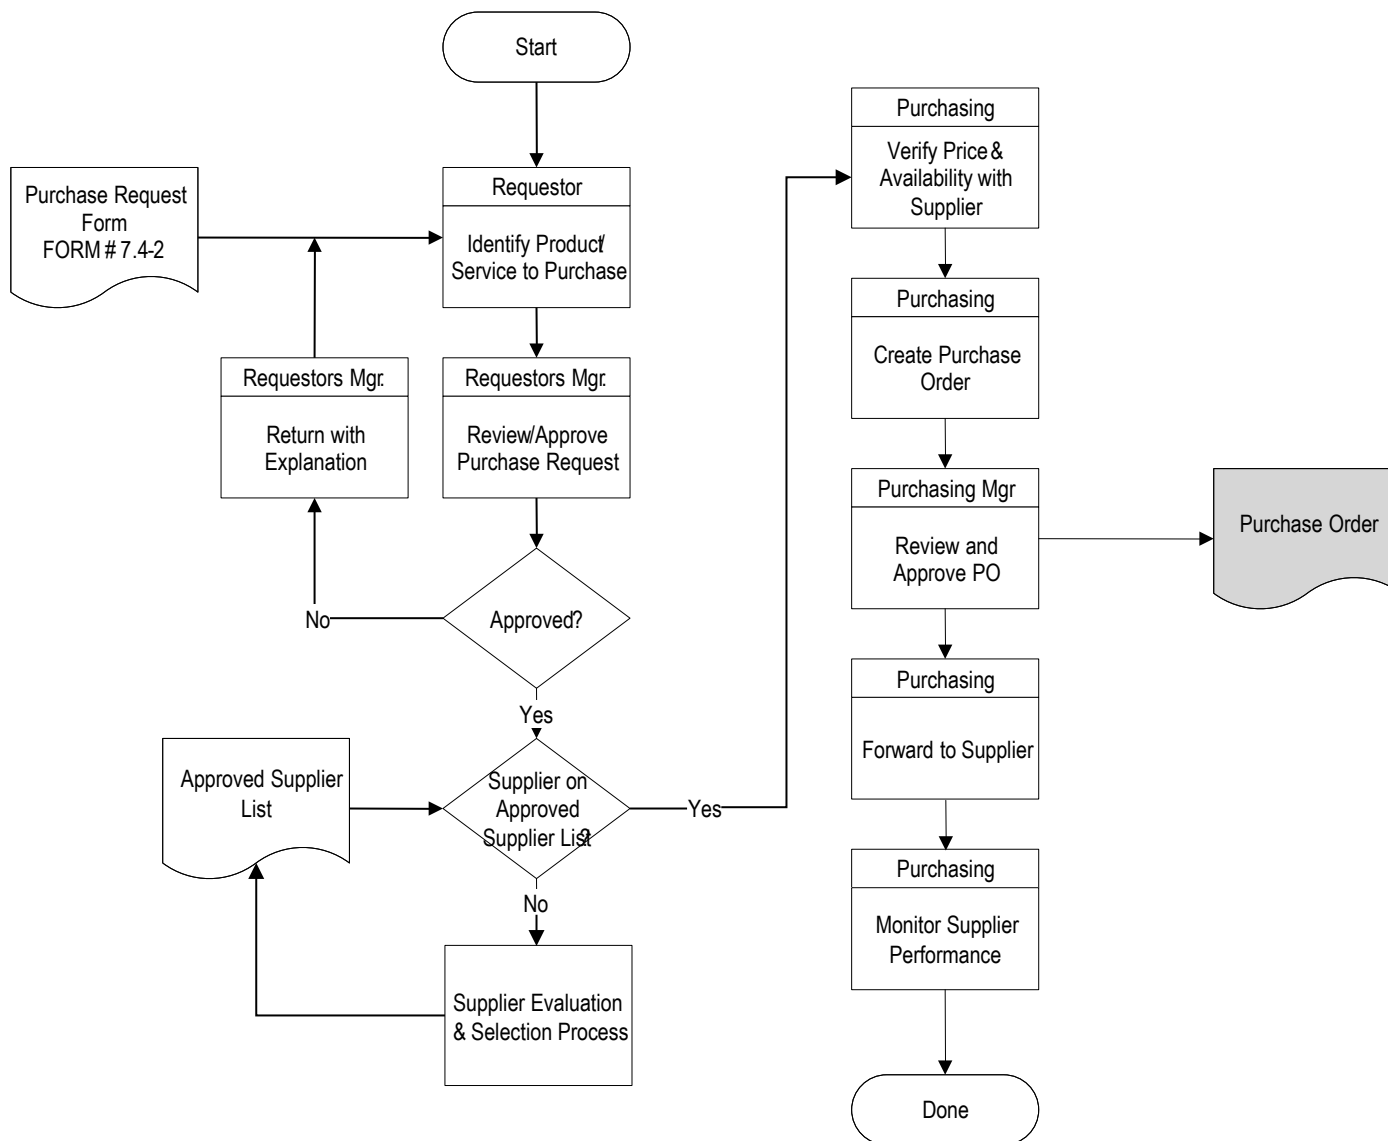 Start
Purchase Request
Form
FORM # 7.4-2
Requestor
Identify Product/
Service to Purchase
Requestors Mgr.
Return with
Explanation
Requestors Mgr.
Review/Approve
Purchase Request
No
Approved?
Yes
Approved Supplier
List
Supplier on
Approved
Supplier List?
Yes
No
Supplier Evaluation
& Selection Process
Purchasing
Verify Price &
Availability with
Supplier
Purchasing
Create Purchase
Order
Purchasing Mgr
Review and
Approve PO
Purchase Order
Purchasing
Forward to Supplier
Purchasing
Monitor Supplier
Performance
Done